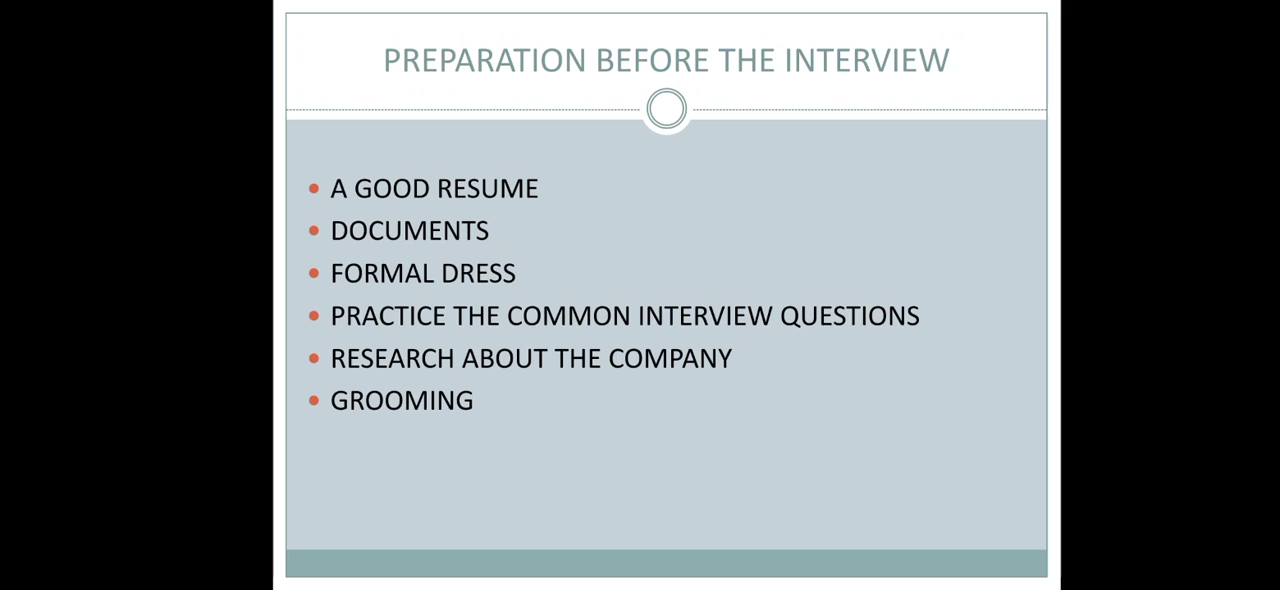 PREPARATION BEFORE THE INTERVIEW
• A GOOD RESUME
• DOCUMENTS
• FORMAL DRESS
• PRACTICE THE COMMON INTERVIEW QUESTIONS
• RESEARCH ABOUT THE COMPANY
• GROOMING